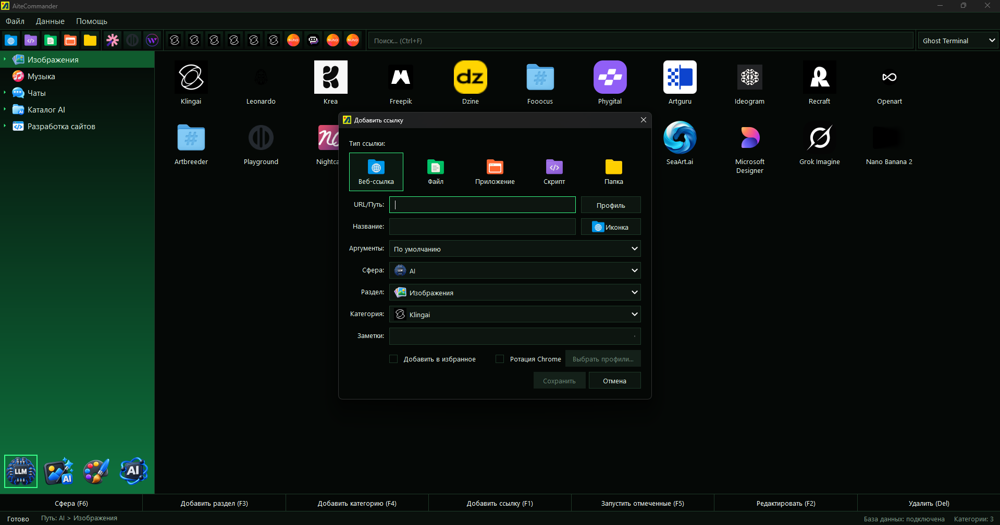 AiteCommander
Файл Данные Помощь
SUNO SUNO SUNO Поиск... (Ctrl+F) Ghost Terminal
Изображения
Музыка
Чаты
Каталог AI
Разработка сайтов
dz
Klingai Leonardo Krea Freepik Dzine Fooocus Phygital Artguru Ideogram Recraft Openart
Artbreeder Playground Nightca SeaArt.ai Microsoft Designer Grok Imagine Nano Banana 2
Добавить ссылку
Тип ссылки:
Веб-ссылка Файл Приложение Скрипт Папка
URL/Путь: Профиль
Название: Иконка
Аргументы: По умолчанию
Сфера: LLM AI
Раздел: Изображения
Категория: Klingai
Заметки:
Добавить в избранное Ротация Chrome Выбрать профили...
Сохранить Отмена
LLM AI AI
Сфера (F6) Добавить раздел (F3) Добавить категорию (F4) Добавить ссылку (F1) Запустить отмеченные (F5) Редактировать (F2) Удалить (Del)
Готово Путь: AI > Изображения База данных: подключена Категории: 3